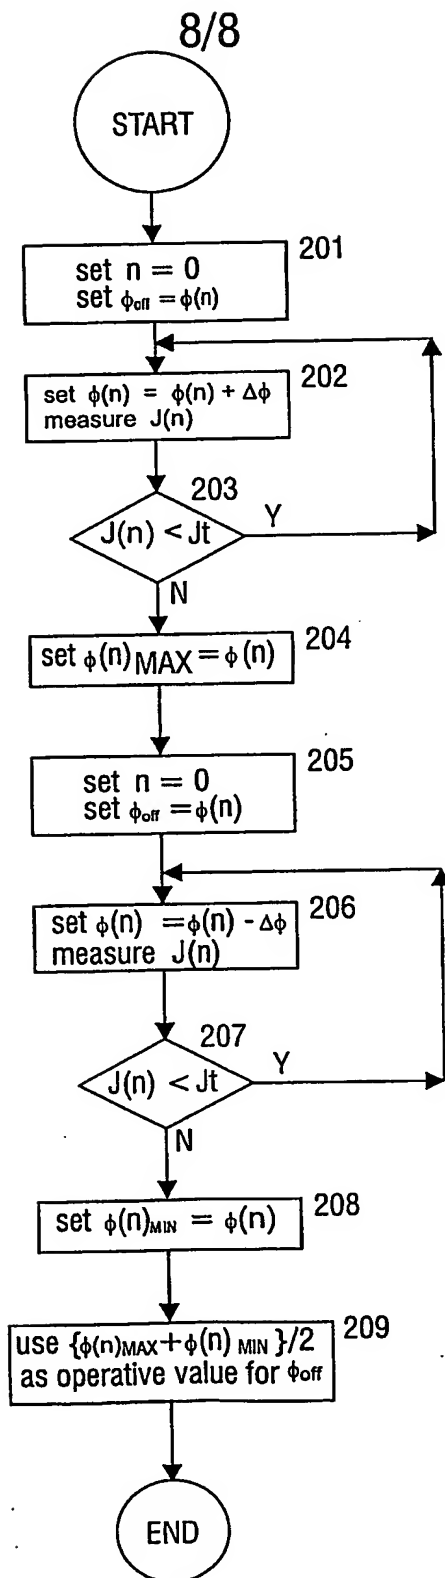 8/8
START
201
set n = 0
set ϕoff = ϕ(n)
202
set ϕ(n) = ϕ(n) + Δϕ
measure J(n)
203
J(n) < Jt
Y
N
204
set ϕ(n)MAX = ϕ(n)
205
set n = 0
set ϕoff = ϕ(n)
206
set ϕ(n) = ϕ(n) - Δϕ
measure J(n)
207
J(n) < Jt
Y
N
208
set ϕ(n)MIN = ϕ(n)
209
use {ϕ(n)MAX + ϕ(n) MIN }/2
as operative value for ϕoff
END